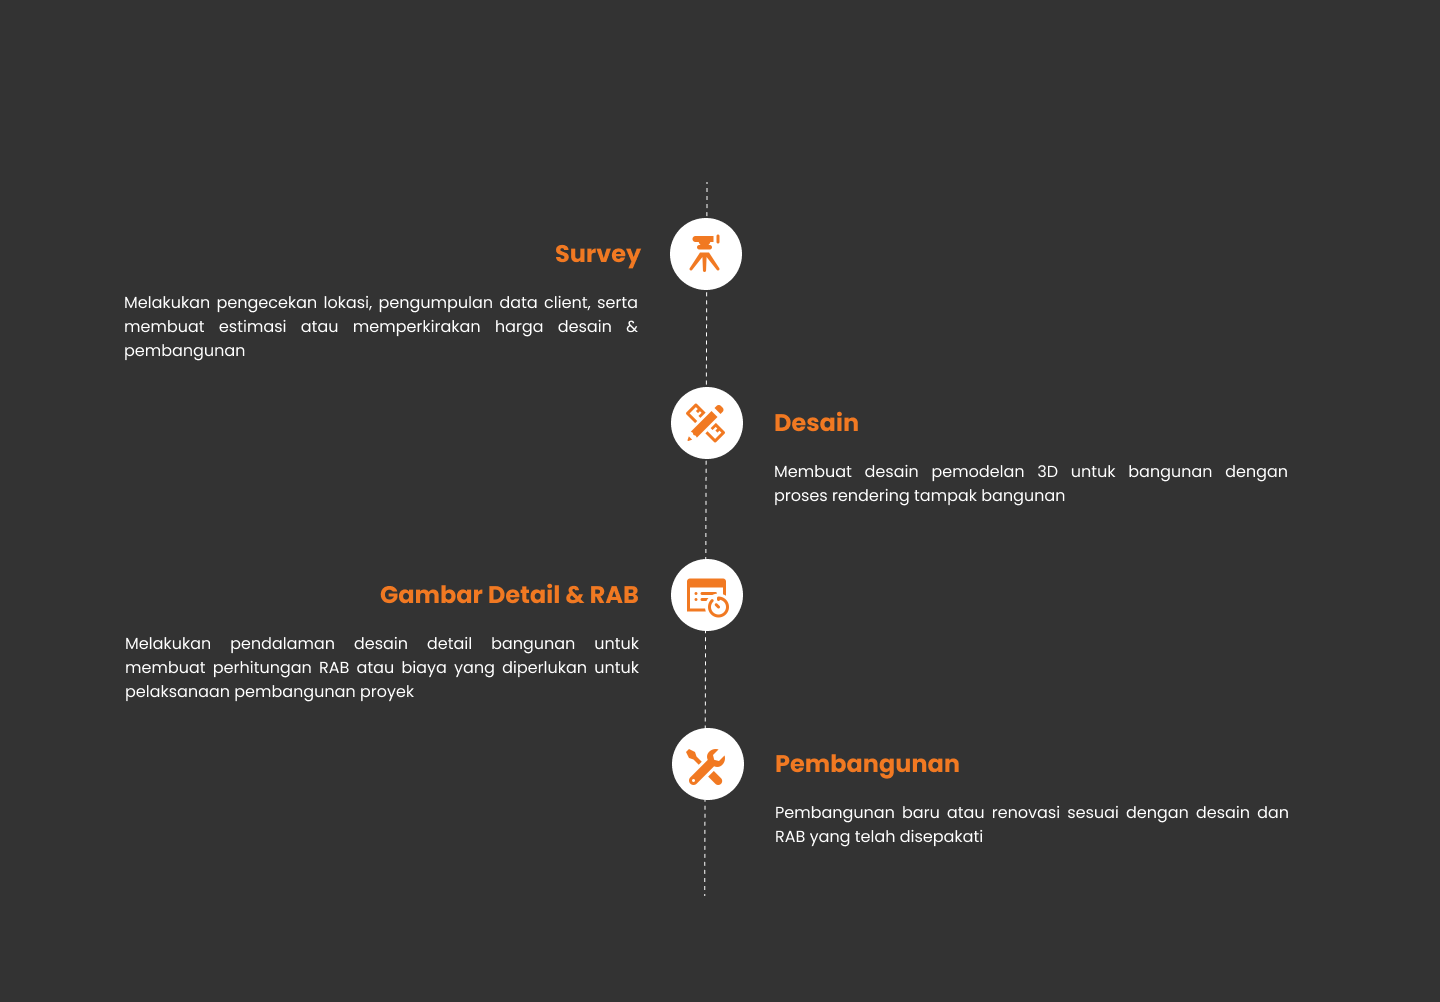 Survey
Melakukan pengecekan lokasi, pengumpulan data client, serta
membuat estimasi atau memperkirakan harga desain &
pembangunan
Desain
Membuat desain pemodelan 3D untuk bangunan dengan
proses rendering tampak bangunan
Gambar Detail & RAB
Melakukan pendalaman desain detail bangunan untuk
membuat perhitungan RAB atau biaya yang diperlukan untuk
pelaksanaan pembangunan proyek
Pembangunan
Pembangunan baru atau renovasi sesuai dengan desain dan
RAB yang telah disepakati